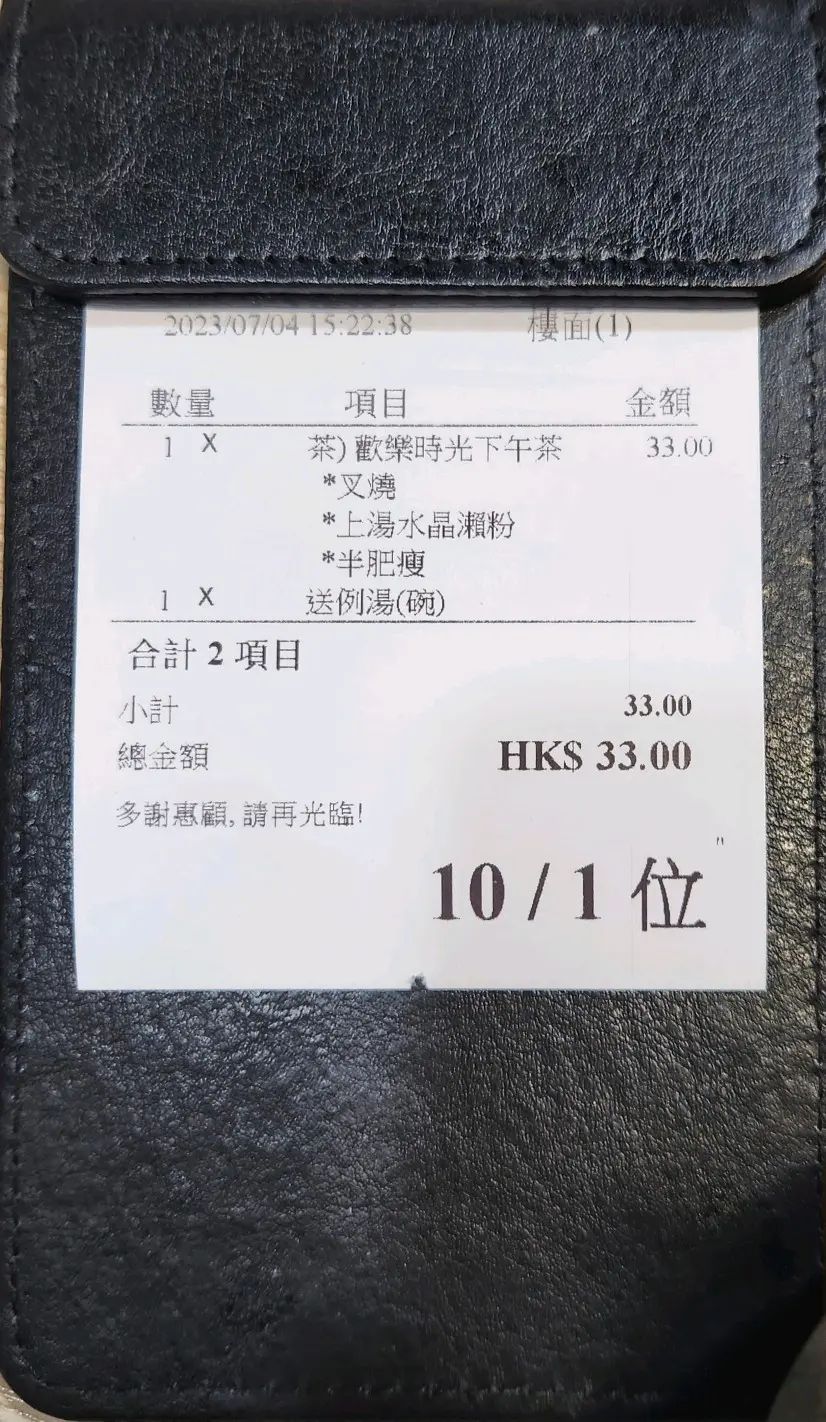 2023/07/04 15:22:38 樓面(1)
數量 項目 金額
1 X 茶) 歡樂時光下午茶 33.00
*叉燒
*上湯水晶瀨粉
*半肥瘦
1 X 送例湯(碗)
合計 2 項目
小計 33.00
總金額 HK$ 33.00
多謝惠顧, 請再光臨!
"
10 / 1 位